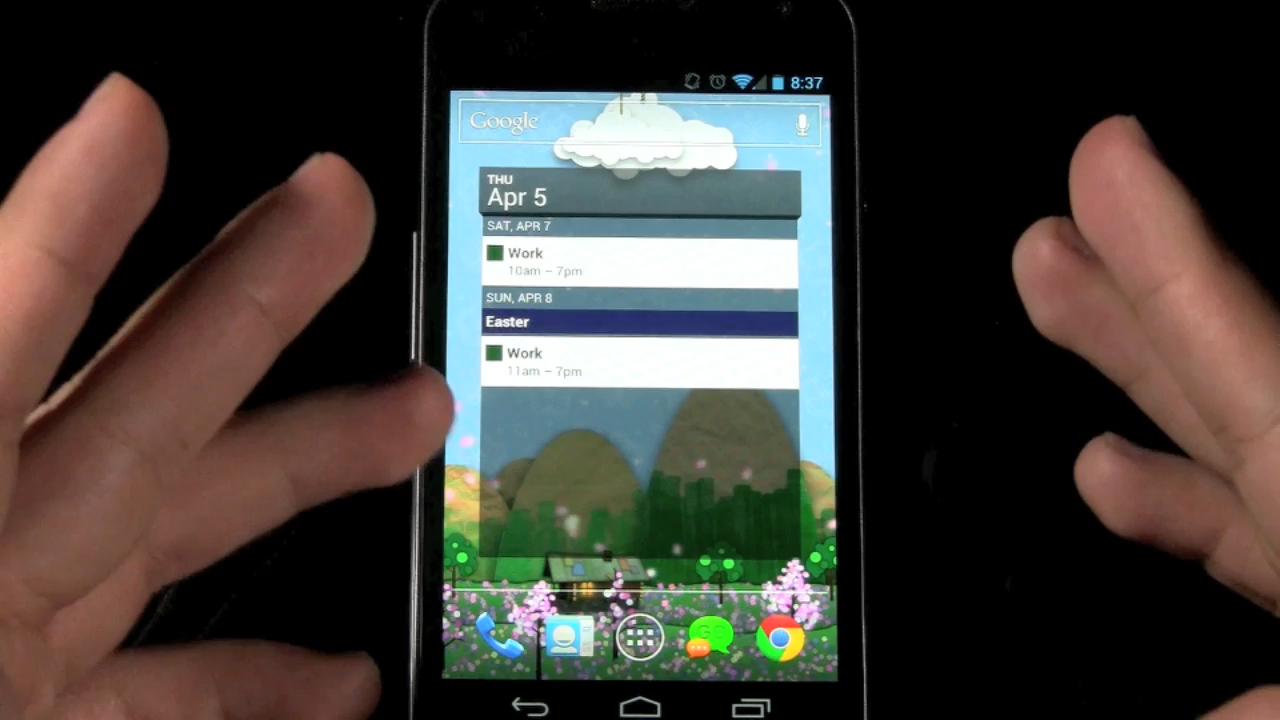 8:37
Google
THU
Apr 5
SAT, APR 7
Work
10am – 7pm
SUN, APR 8
Easter
Work
11am – 7pm
GO